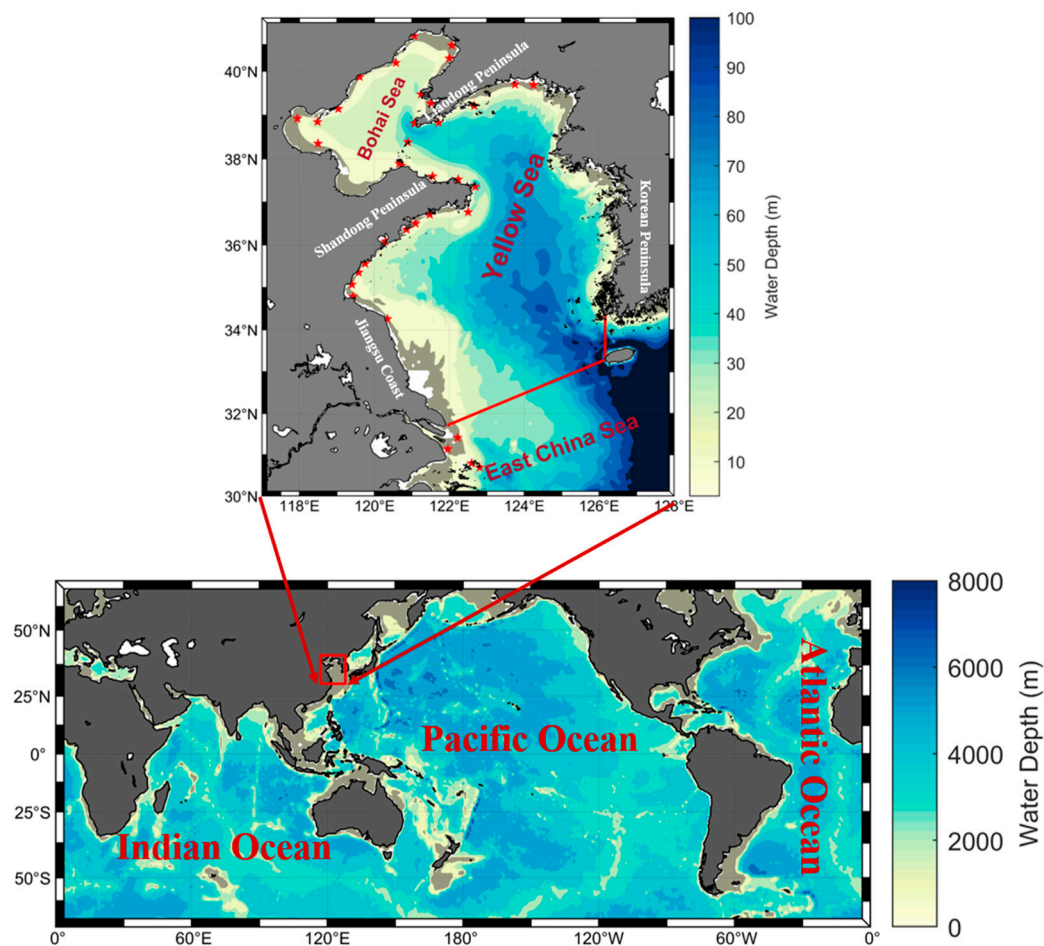 40°N
38°N
36°N
34°N
32°N
30°N
118°E
120°E
122°E
124°E
126°E
128°E
Bohai Sea
Liaodong Peninsula
Yellow Sea
Shandong Peninsula
Korean Peninsula
Jiangsu Coast
East China Sea
100
90
80
70
60
50
40
30
20
10
Water Depth (m)
50°N
25°N
0°
25°S
50°S
0°
60°E
120°E
180°
120°W
60°W
0°
Pacific Ocean
Indian Ocean
Atlantic Ocean
8000
6000
4000
2000
0
Water Depth (m)